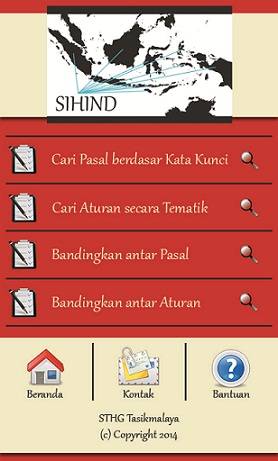 SIHIND
Cari Pasal berdasar Kata Kunci
Cari Aturan secara Tematik
Bandingkan antar Pasal
Bandingkan antar Aturan
Beranda
Kontak
Bantuan
STHG Tasikmalaya
(c) Copyright 2014